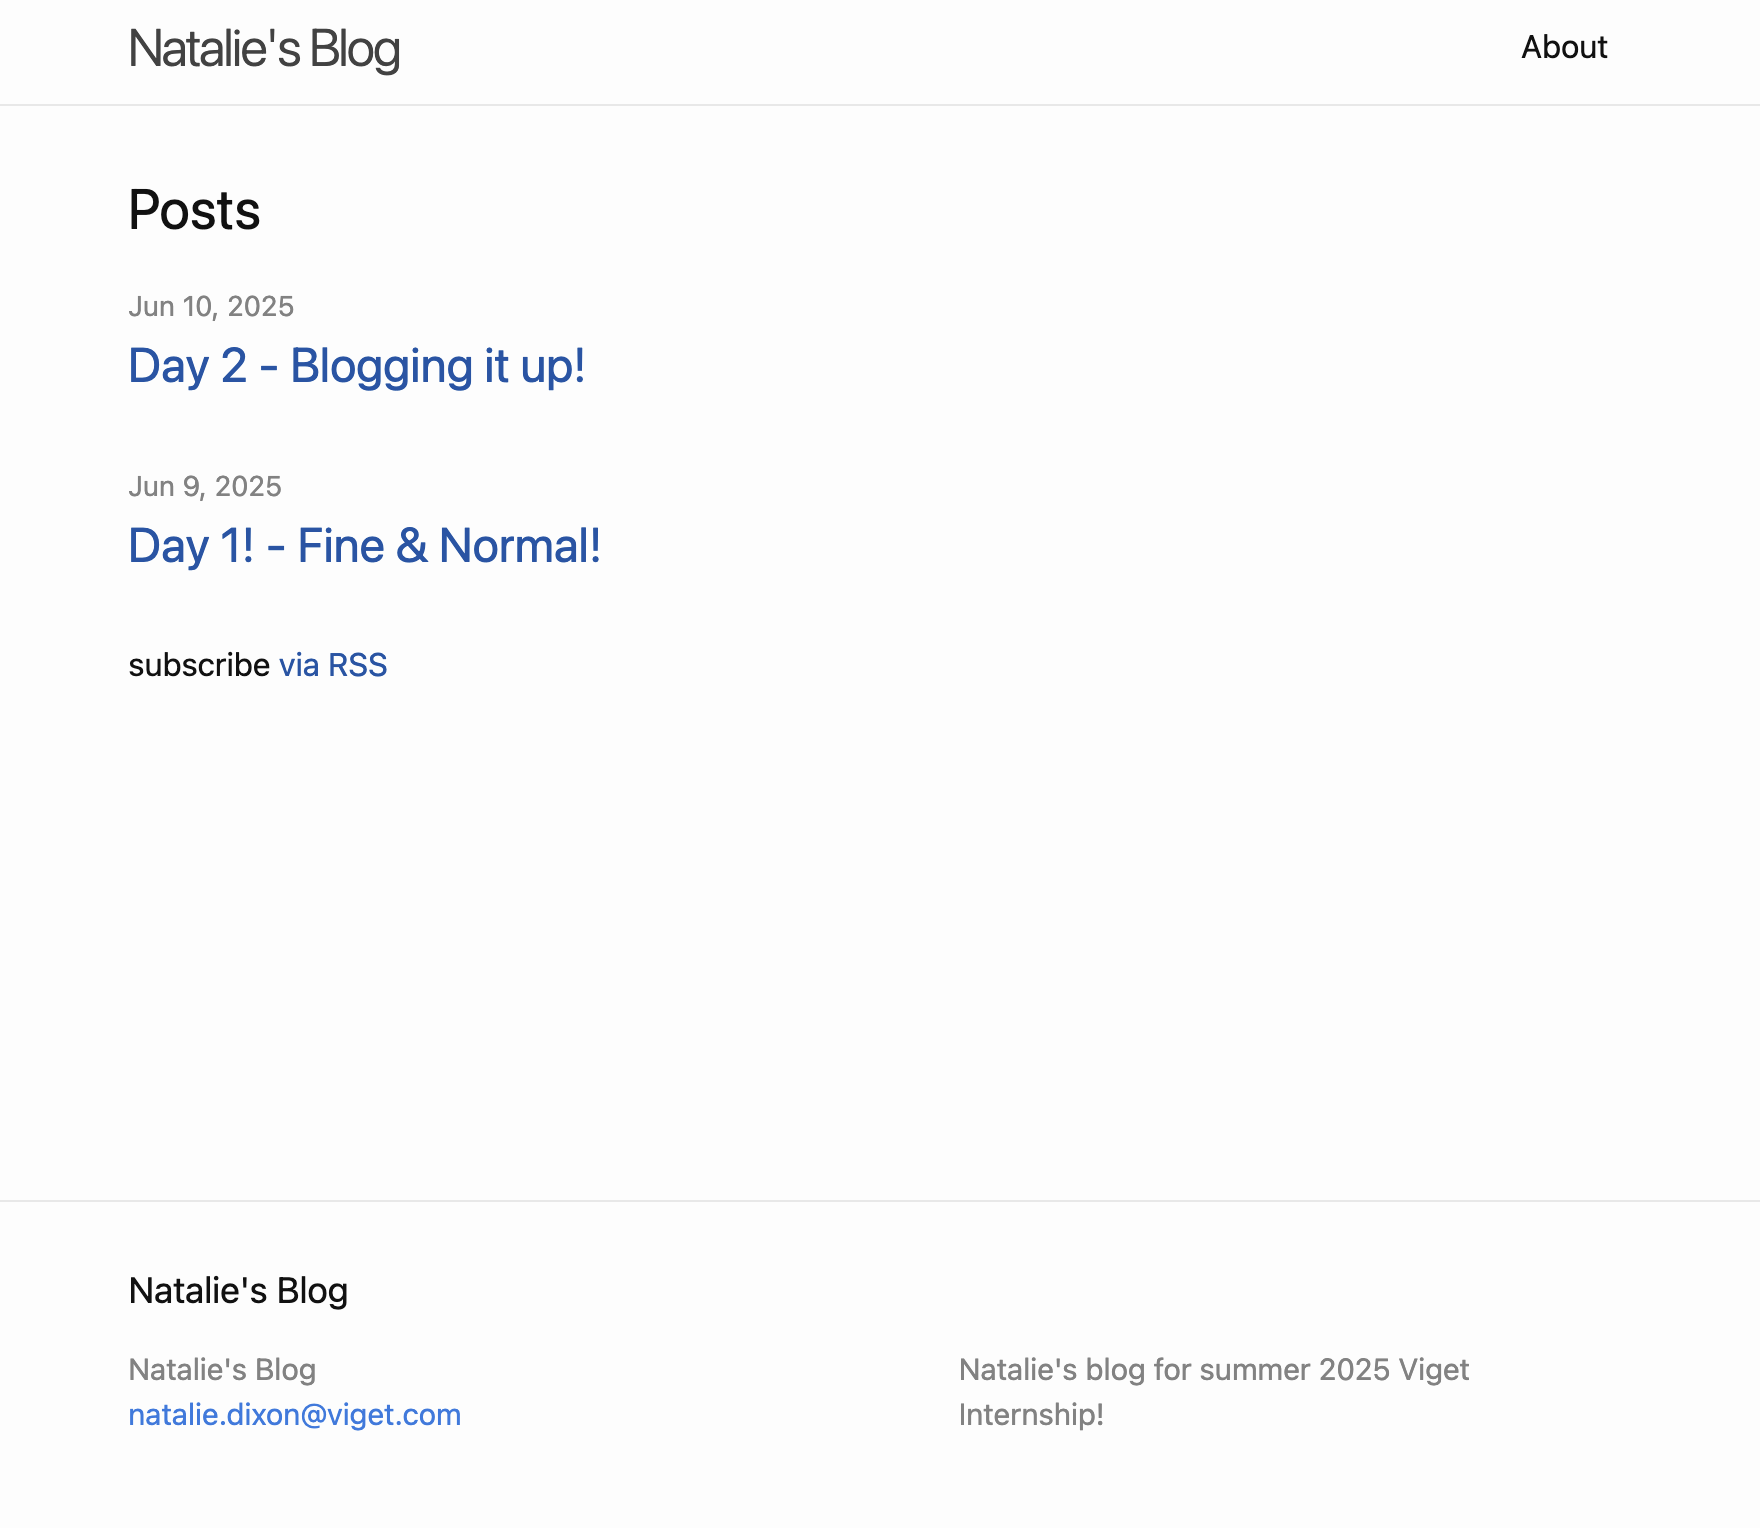 Natalie's Blog
About
Posts
Jun 10, 2025
Day 2 - Blogging it up!
Jun 9, 2025
Day 1! - Fine & Normal!
subscribe via RSS
Natalie's Blog
Natalie's Blog
natalie.dixon@viget.com
Natalie's blog for summer 2025 Viget
Internship!